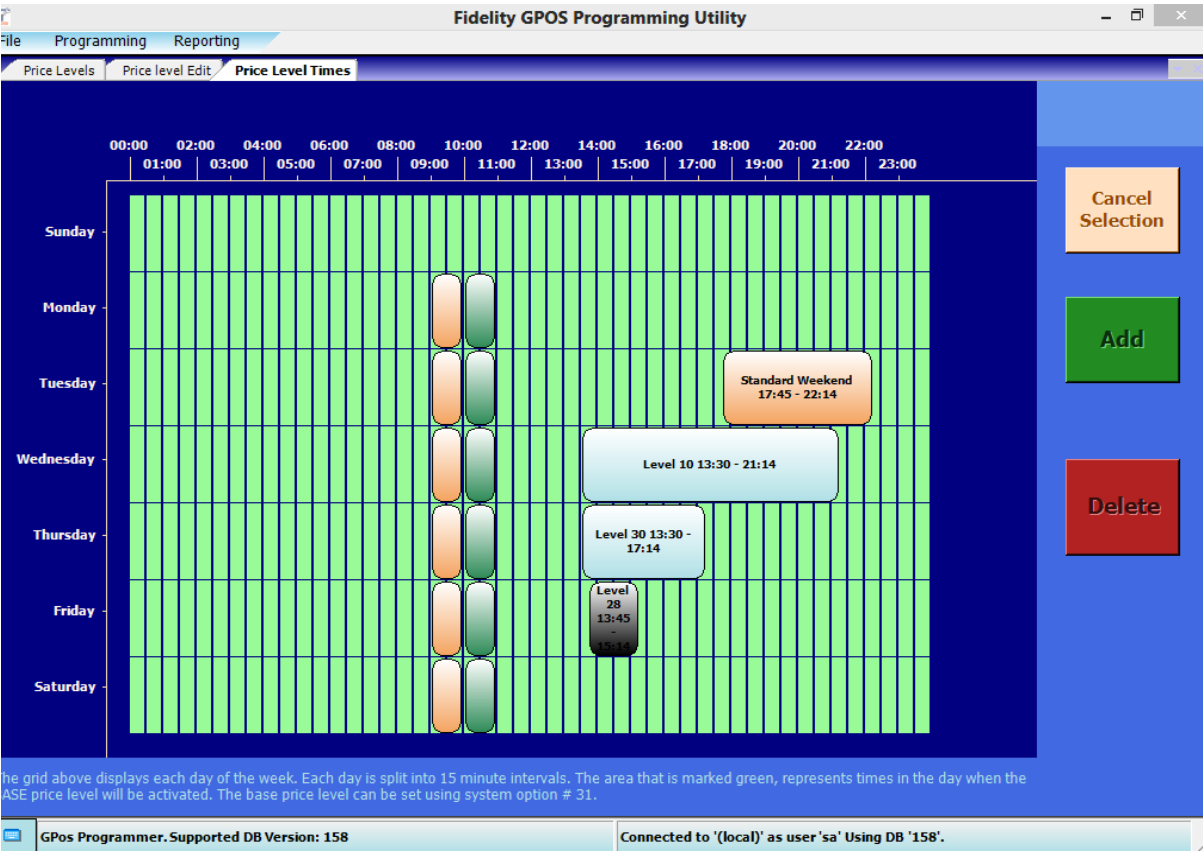 Fidelity GPOS Programming Utility
File Programming Reporting
Price Levels Price level Edit Price Level Times
00:00 02:00 04:00 06:00 08:00 10:00 12:00 14:00 16:00 18:00 20:00 22:00
01:00 03:00 05:00 07:00 09:00 11:00 13:00 15:00 17:00 19:00 21:00 23:00
Cancel
Selection
Sunday
Monday
Add
Tuesday
Standard Weekend
17:45 - 22:14
Wednesday
Level 10 13:30 - 21:14
Delete
Thursday
Level 30 13:30 -
17:14
Friday
Level
28
13:45
-
15:14
Saturday
he grid above displays each day of the week. Each day is split into 15 minute intervals. The area that is marked green, represents times in the day when the
ASE price level will be activated. The base price level can be set using system option # 31.
GPos Programmer. Supported DB Version: 158
Connected to '(local)' as user 'sa' Using DB '158'.